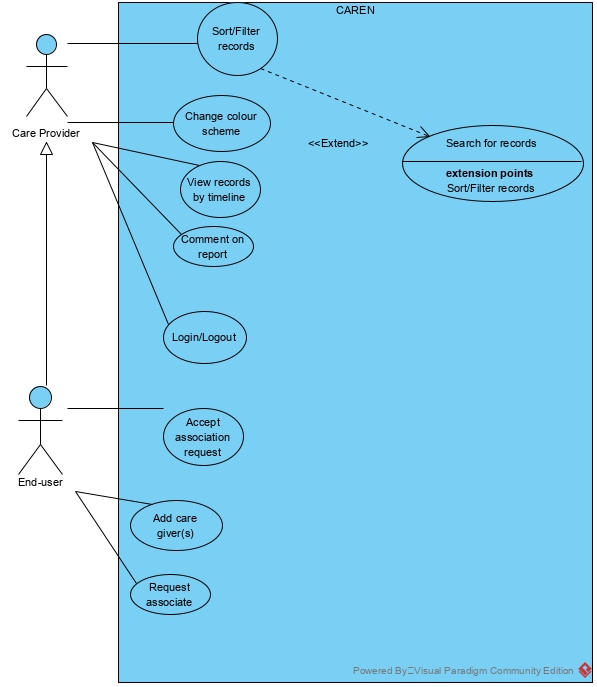 CAREN
Sort/Filter
records
Care Provider
Change colour
scheme
<<Extend>>
Search for records
extension points
Sort/Filter records
View records
by timeline
Comment on
report
Login/Logout
End-user
Accept
association
request
Add care
giver(s)
Request
associate
Powered By Visual Paradigm Community Edition